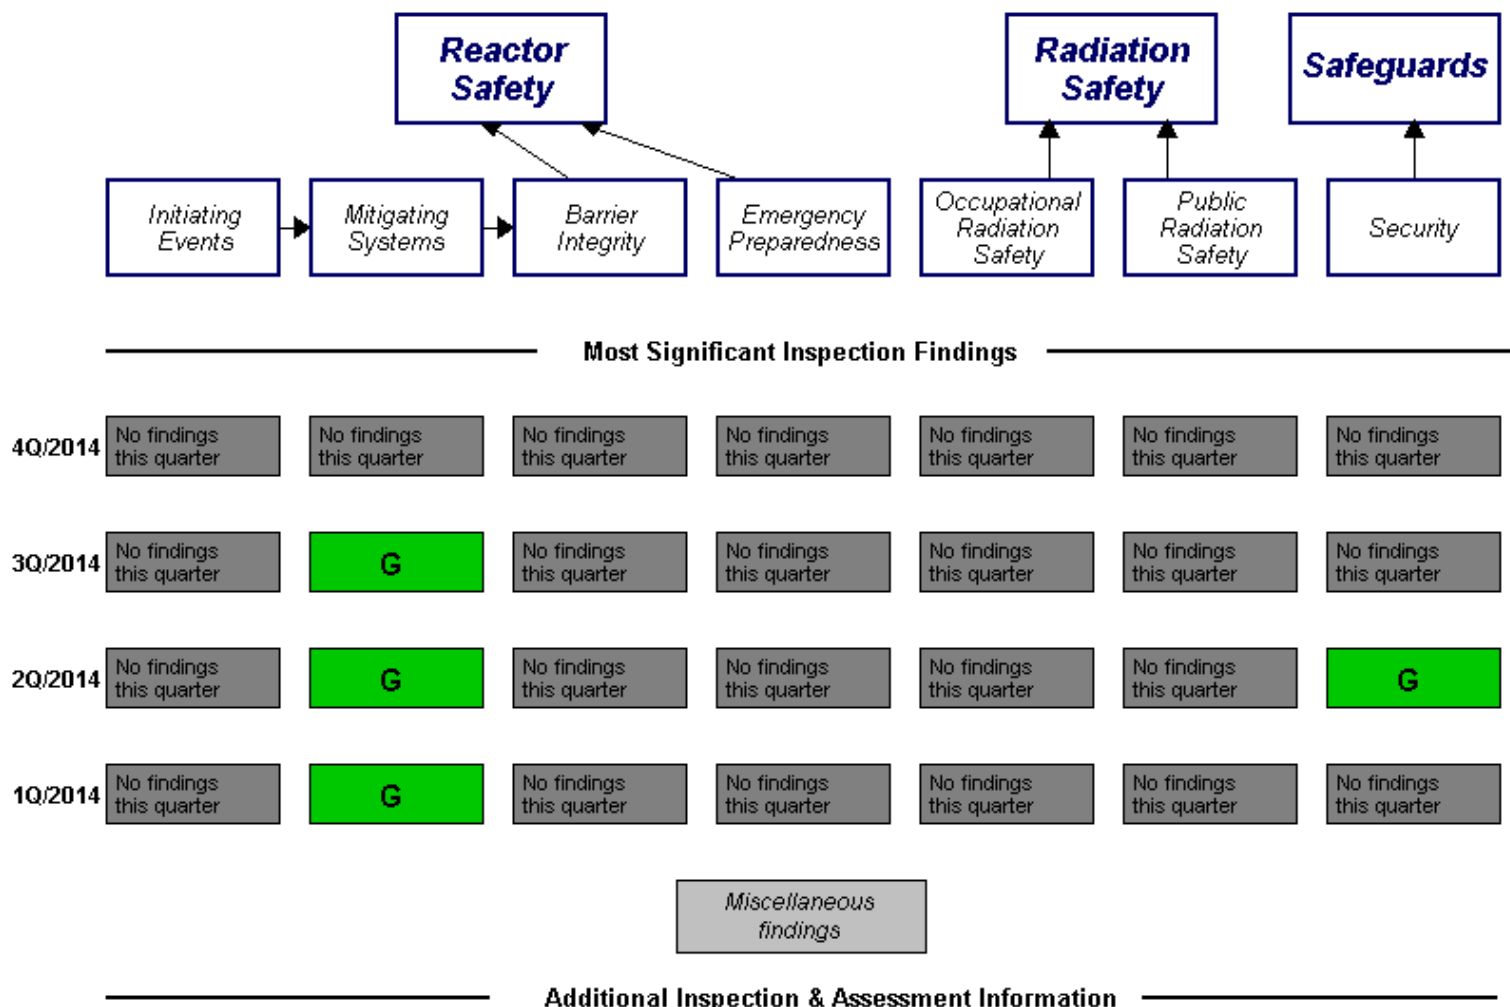 Reactor
Safety
Radiation
Safety
Safeguards
Initiating
Events
Mitigating
Systems
Barrier
Integrity
Emergency
Preparedness
Occupational
Radiation
Safety
Public
Radiation
Safety
Security
Most Significant Inspection Findings
4Q/2014
No findings
this quarter
No findings
this quarter
No findings
this quarter
No findings
this quarter
No findings
this quarter
No findings
this quarter
No findings
this quarter
3Q/2014
No findings
this quarter
G
No findings
this quarter
No findings
this quarter
No findings
this quarter
No findings
this quarter
No findings
this quarter
2Q/2014
No findings
this quarter
G
No findings
this quarter
No findings
this quarter
No findings
this quarter
No findings
this quarter
G
1Q/2014
No findings
this quarter
G
No findings
this quarter
No findings
this quarter
No findings
this quarter
No findings
this quarter
No findings
this quarter
Miscellaneous
findings
Additional Inspection & Assessment Information